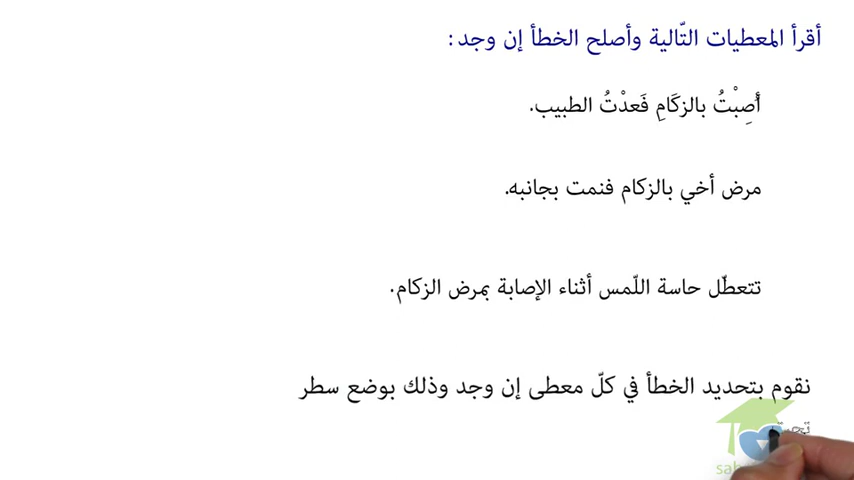 أقرأ المعطيات التّالية وأصلح الخطأ إن وجد :
أُصِبْتُ بالزكَامِ فَعدْتُ الطبيب.
مرض أخي بالزكام فنمت بجانبه.
تتعطّل حاسة اللّمس أثناء الإصابة بمرض الزكام.
نقوم بتحديد الخطأ في كلّ معطى إن وجد وذلك بوضع سطر